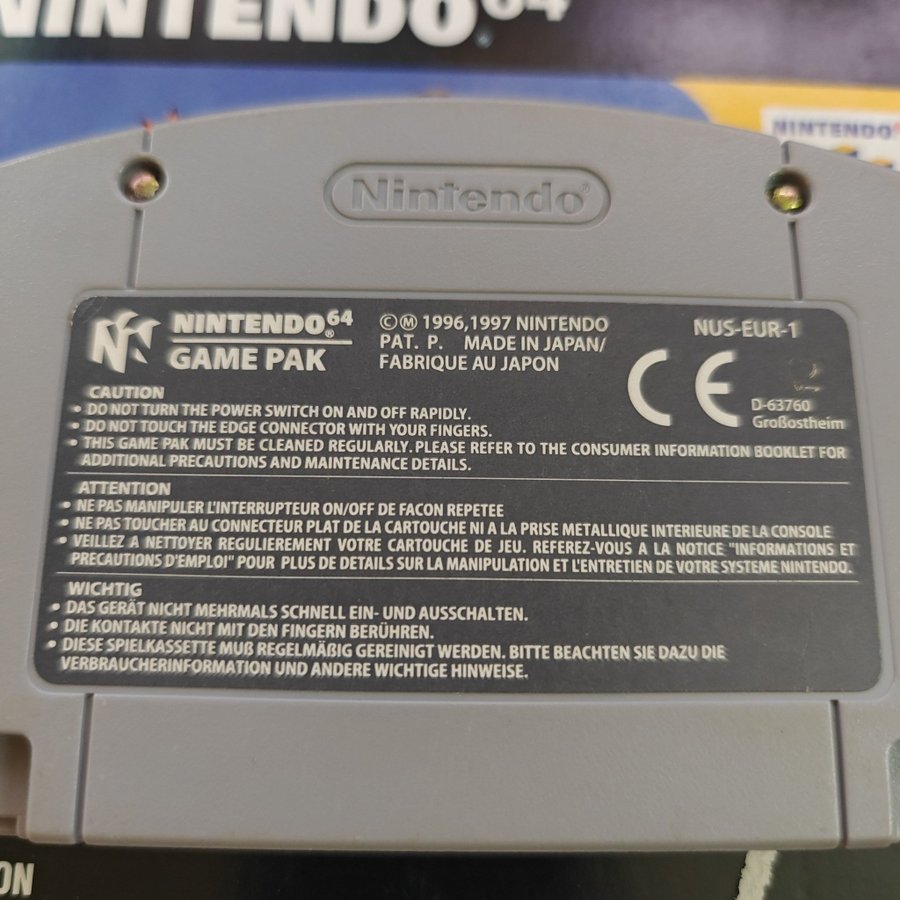 NINTENDO 64
NINTENDO
Nintendo®
NINTENDO 64 ®
GAME PAK
©Ⓜ 1996,1997 NINTENDO
PAT. P. MADE IN JAPAN/
FABRIQUE AU JAPON
NUS-EUR-1
CE
D-63760
Großostheim
CAUTION
• DO NOT TURN THE POWER SWITCH ON AND OFF RAPIDLY.
• DO NOT TOUCH THE EDGE CONNECTOR WITH YOUR FINGERS.
• THIS GAME PAK MUST BE CLEANED REGULARLY. PLEASE REFER TO THE CONSUMER INFORMATION BOOKLET FOR
ADDITIONAL PRECAUTIONS AND MAINTENANCE DETAILS.
ATTENTION
• NE PAS MANIPULER L'INTERRUPTEUR ON/OFF DE FACON REPETEE
• NE PAS TOUCHER AU CONNECTEUR PLAT DE LA CARTOUCHE NI A LA PRISE METALLIQUE INTERIEURE DE LA CONSOLE
• VEILLEZ A NETTOYER REGULIEREMENT VOTRE CARTOUCHE DE JEU. REFEREZ-VOUS A LA NOTICE "INFORMATIONS ET
PRECAUTIONS D'EMPLOI" POUR PLUS DE DETAILS SUR LA MANIPULATION ET L'ENTRETIEN DE VOTRE SYSTEME NINTENDO.
WICHTIG
• DAS GERÄT NICHT MEHRMALS SCHNELL EIN- UND AUSSCHALTEN.
• DIE KONTAKTE NICHT MIT DEN FINGERN BERÜHREN.
• DIESE SPIELKASSETTE MUß REGELMÄßIG GEREINIGT WERDEN. BITTE BEACHTEN SIE DAZU DIE
VERBRAUCHERINFORMATION UND ANDERE WICHTIGE HINWEISE.
ON